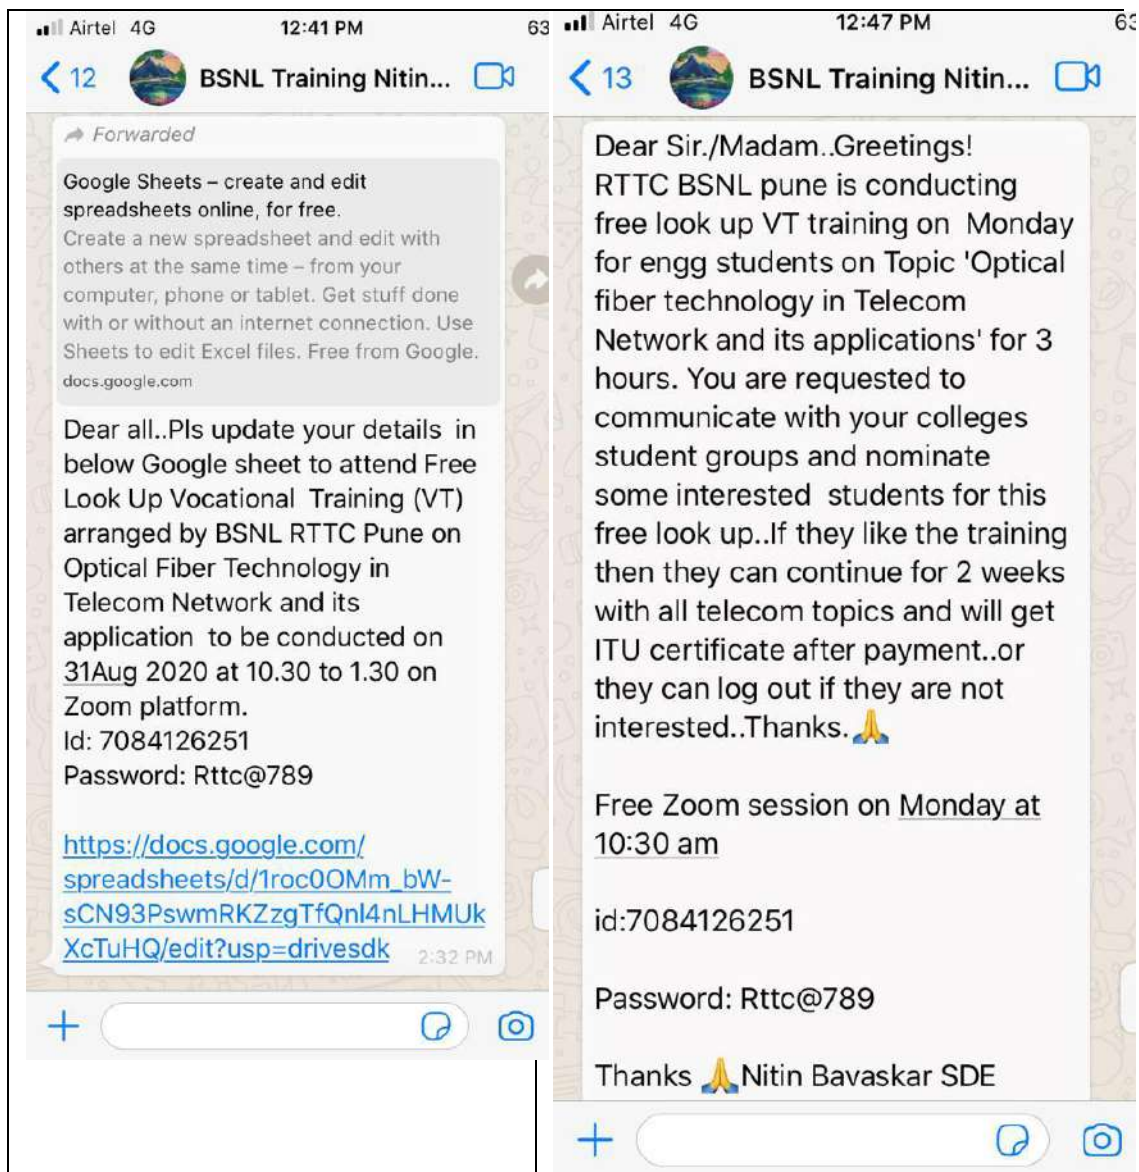 Airtel 4G 12:41 PM 63
12 BSNL Training Nitin...
Forwarded
Google Sheets – create and edit
spreadsheets online, for free.
Create a new spreadsheet and edit with
others at the same time – from your
computer, phone or tablet. Get stuff done
with or without an internet connection. Use
Sheets to edit Excel files. Free from Google.
docs.google.com
Dear all..Pls update your details in
below Google sheet to attend Free
Look Up Vocational Training (VT)
arranged by BSNL RTTC Pune on
Optical Fiber Technology in
Telecom Network and its
application to be conducted on
31Aug 2020 at 10.30 to 1.30 on
Zoom platform.
Id: 7084126251
Password: Rttc@789
https://docs.google.com/
spreadsheets/d/1roc0OMm_bW-
sCN93PswmRKZzgTfQnl4nLHMUk
XcTuHQ/edit?usp=drivesdk 2:32 PM
Airtel 4G 12:47 PM 63
13 BSNL Training Nitin...
Dear Sir./Madam..Greetings!
RTTC BSNL pune is conducting
free look up VT training on Monday
for engg students on Topic 'Optical
fiber technology in Telecom
Network and its applications' for 3
hours. You are requested to
communicate with your colleges
student groups and nominate
some interested students for this
free look up..If they like the training
then they can continue for 2 weeks
with all telecom topics and will get
ITU certificate after payment..or
they can log out if they are not
interested..Thanks.🙏
Free Zoom session on Monday at
10:30 am
id:7084126251
Password: Rttc@789
Thanks 🙏Nitin Bavaskar SDE